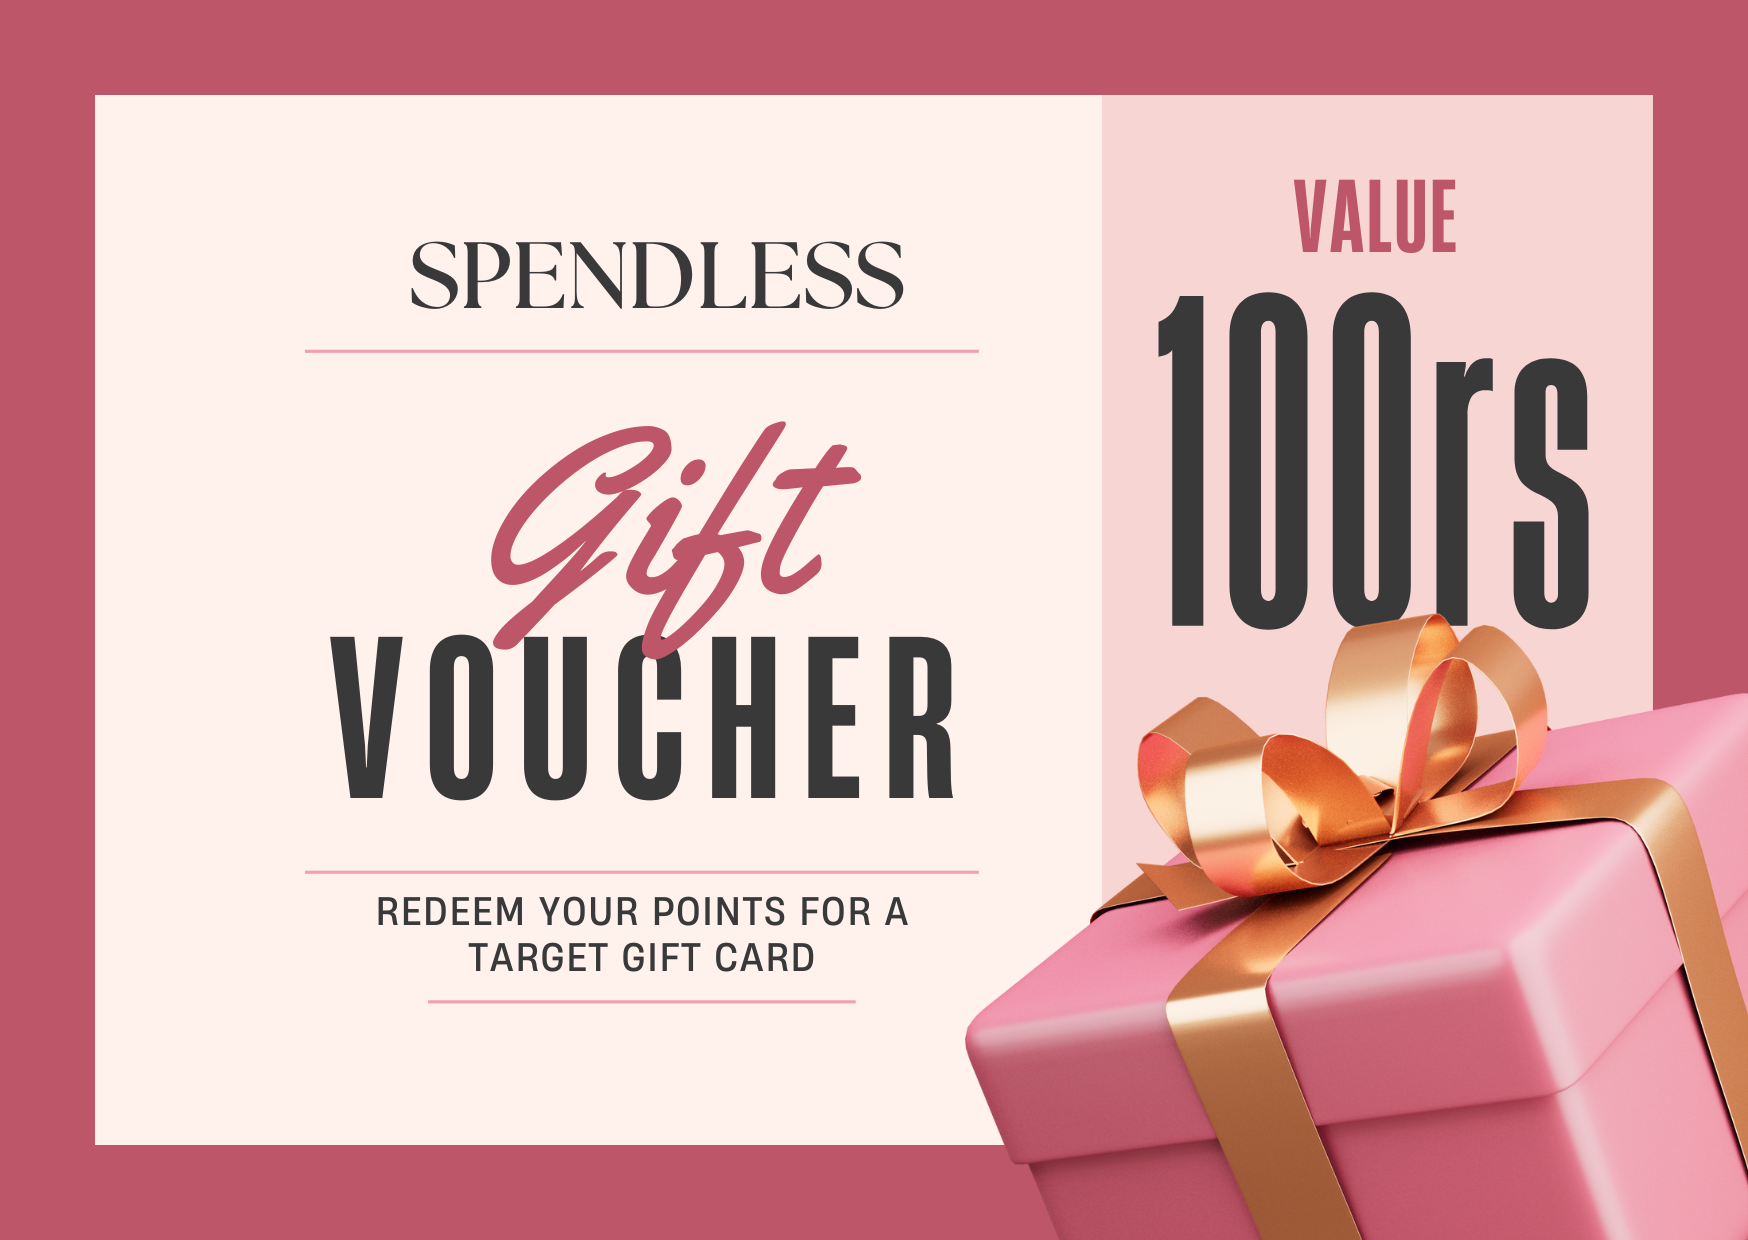 SPENDLESS
Gift
VOUCHER
REDEEM YOUR POINTS FOR A
TARGET GIFT CARD
VALUE
100rs